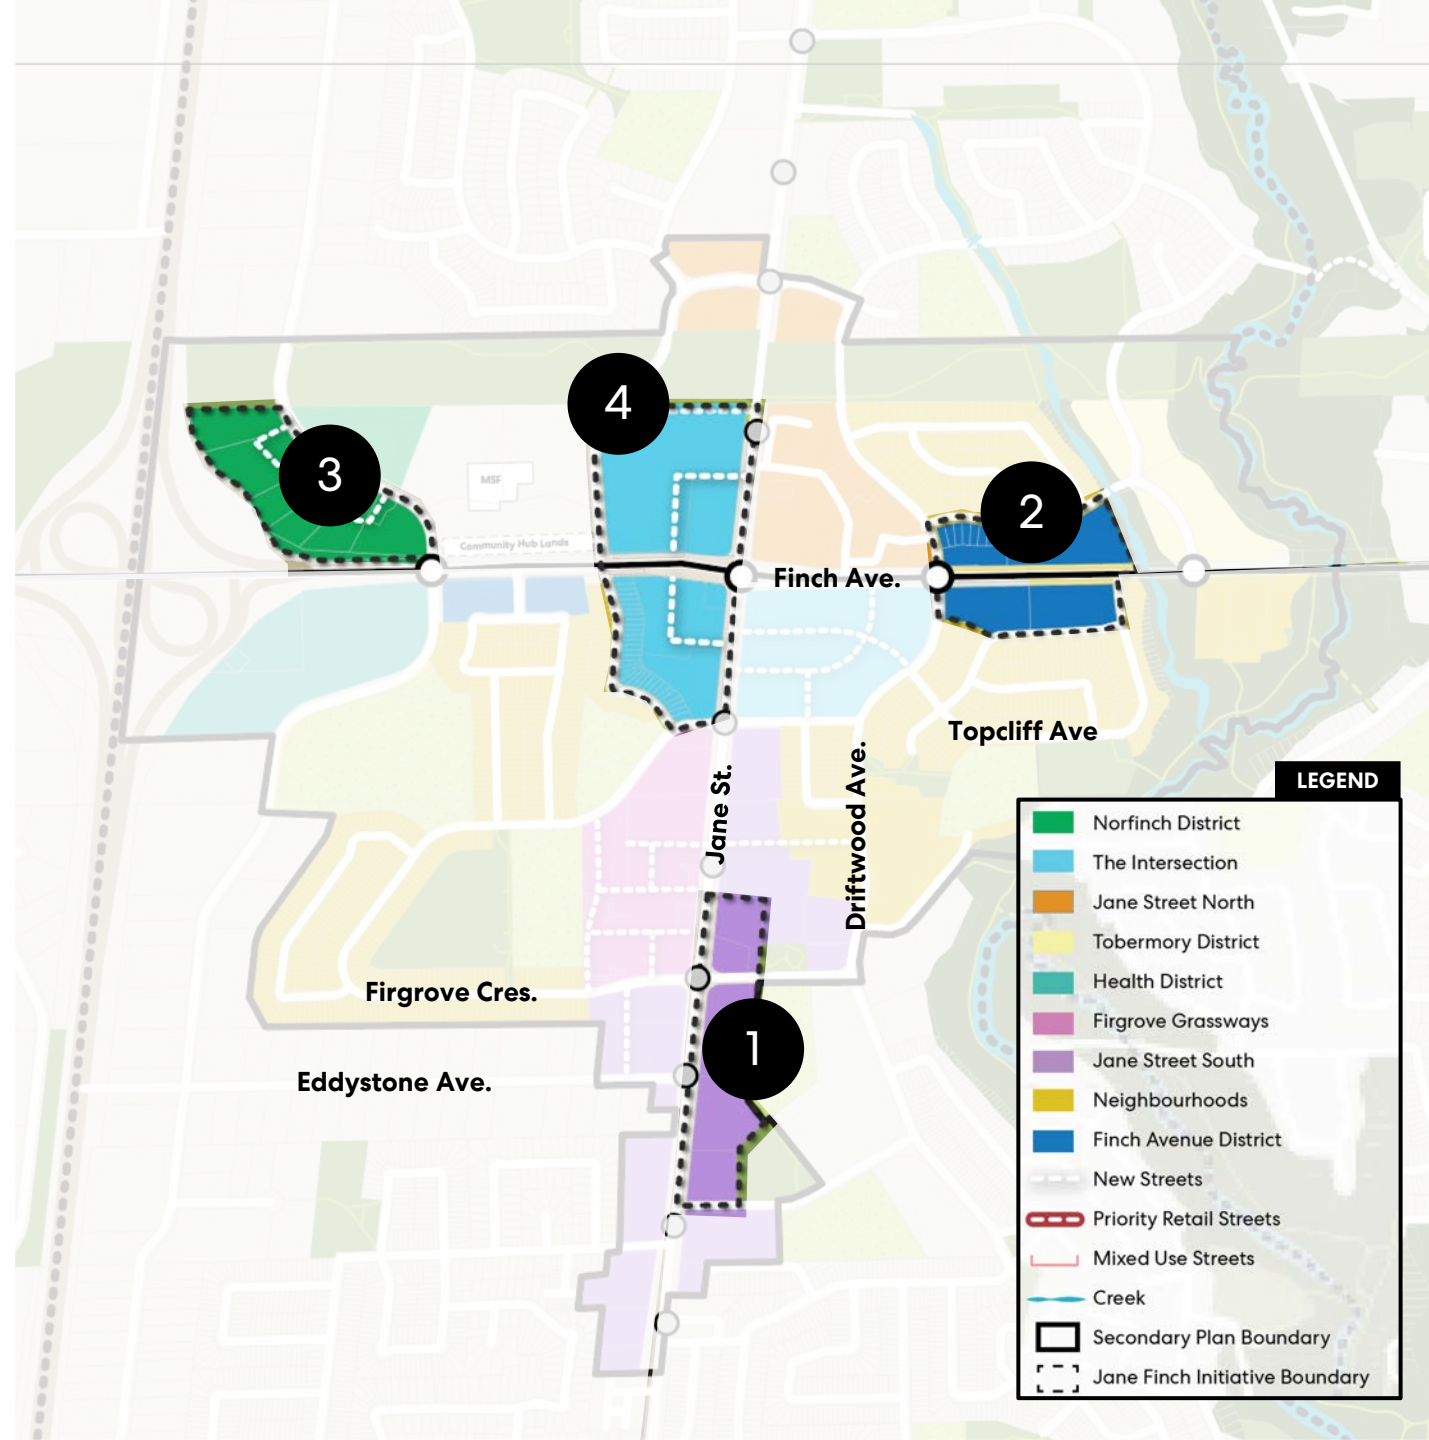 4
3
MSF
2
Community Hub Lands
Finch Ave.
Topcliff Ave
Jane St.
Driftwood Ave.
Firgrove Cres.
1
Eddystone Ave.
LEGEND
Norfinch District
The Intersection
Jane Street North
Tobermory District
Health District
Firgrove Grassways
Jane Street South
Neighbourhoods
Finch Avenue District
New Streets
Priority Retail Streets
Mixed Use Streets
Creek
Secondary Plan Boundary
Jane Finch Initiative Boundary